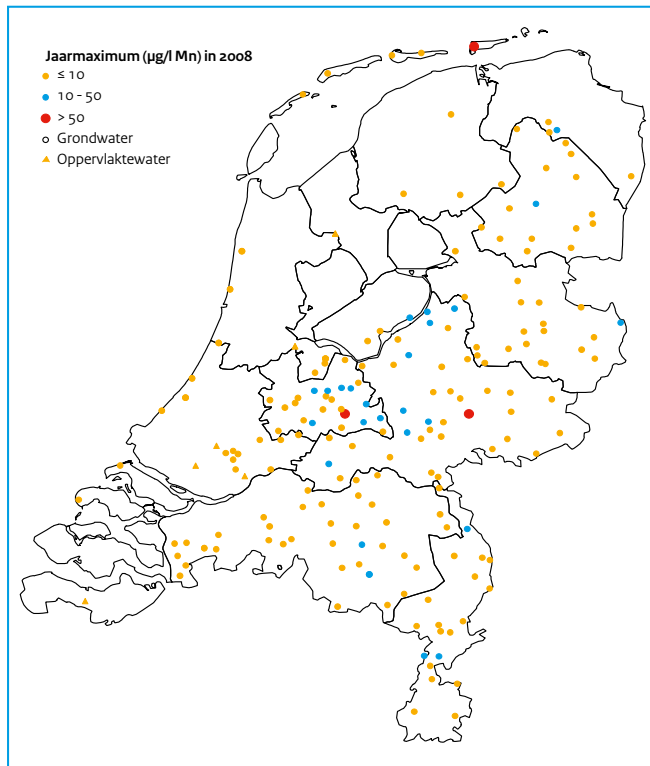 Jaarmaximum (µg/l Mn) in 2008
≤ 10
10 - 50
> 50
Grondwater
Oppervlaktewater